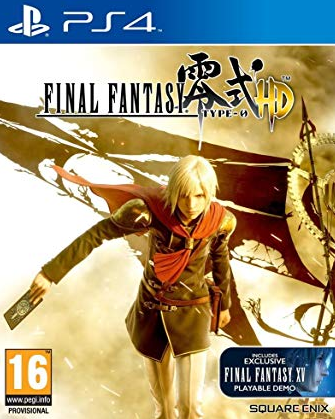 PS4
FINAL FANTASY 零式 HD™
TYPE-0
16
www.pegi.info
PROVISIONAL
INCLUDES
EXCLUSIVE
FINAL FANTASY XV
PLAYABLE DEMO
SQUARE ENIX